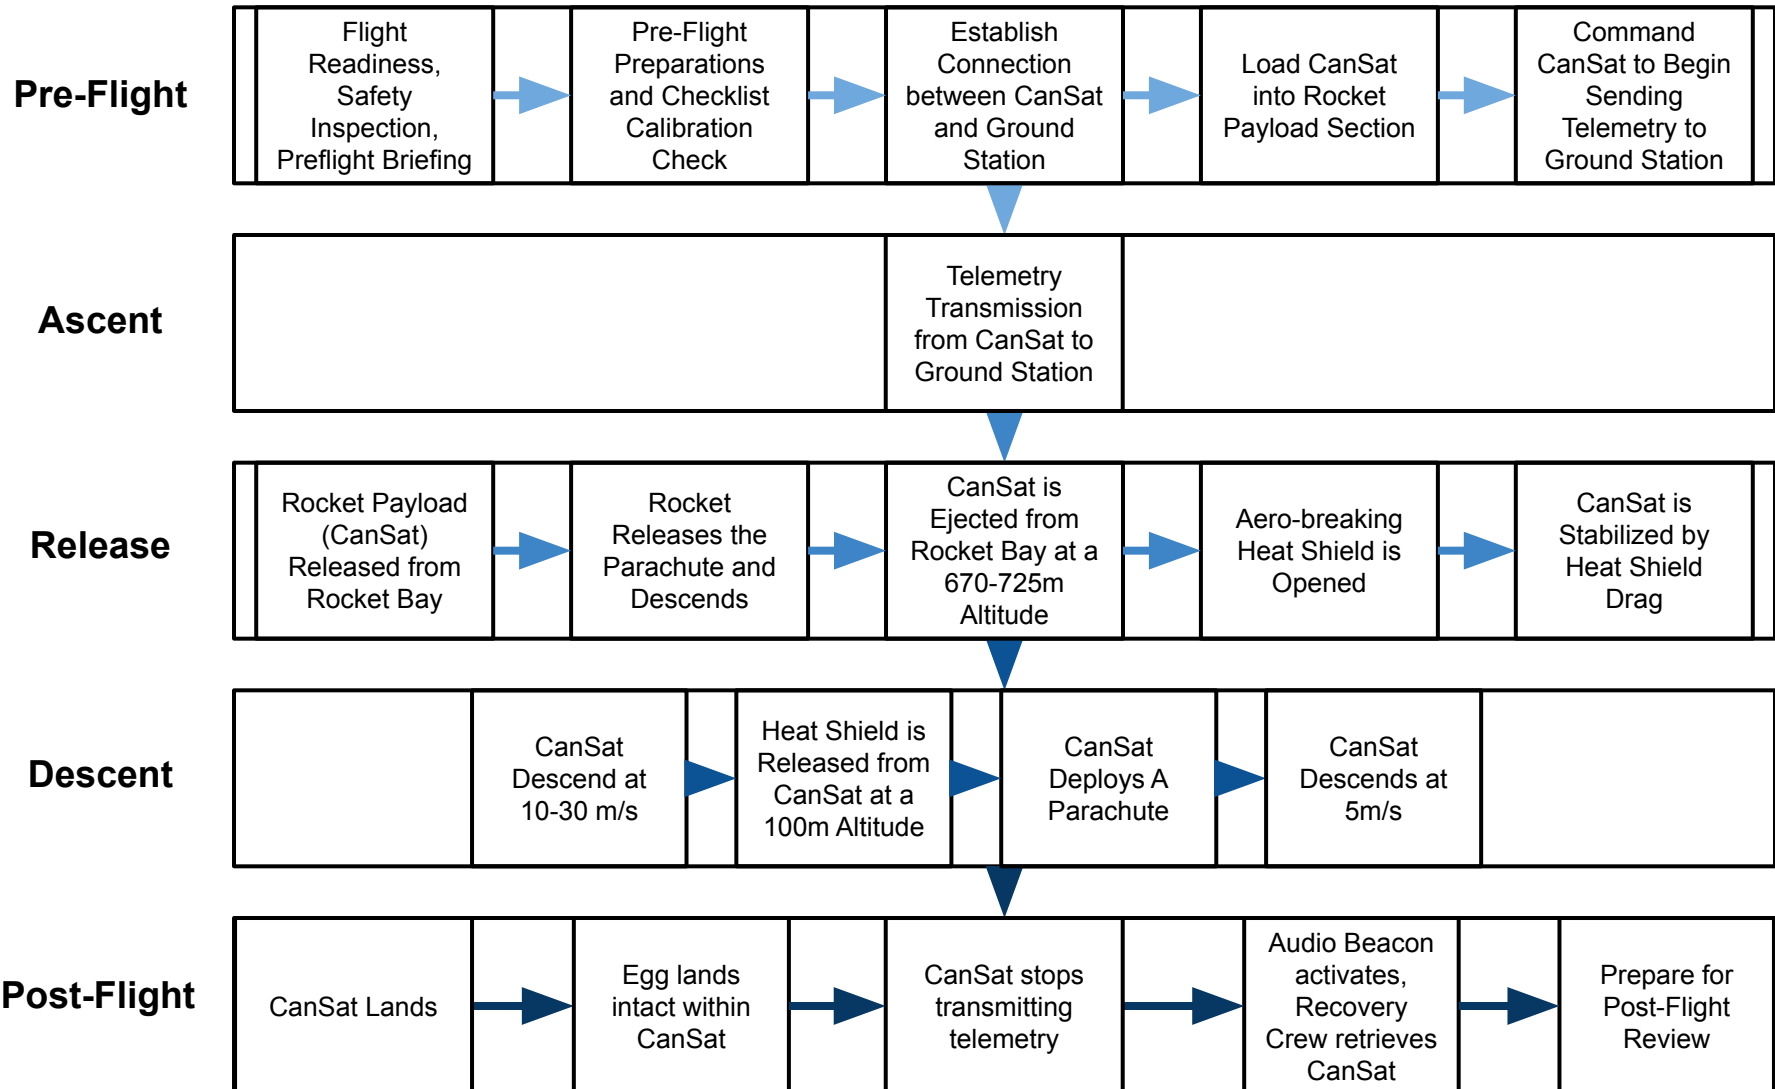 Pre-Flight
Flight
Readiness,
Safety
Inspection,
Preflight Briefing
Pre-Flight
Preparations
and Checklist
Calibration
Check
Establish
Connection
between CanSat
and Ground
Station
Load CanSat
into Rocket
Payload Section
Command
CanSat to Begin
Sending
Telemetry to
Ground Station
Ascent
Telemetry
Transmission
from CanSat to
Ground Station
Release
Rocket Payload
(CanSat)
Released from
Rocket Bay
Rocket
Releases the
Parachute and
Descends
CanSat is
Ejected from
Rocket Bay at a
670-725m
Altitude
Aero-breaking
Heat Shield is
Opened
CanSat is
Stabilized by
Heat Shield
Drag
Descent
CanSat
Descend at
10-30 m/s
Heat Shield is
Released from
CanSat at a
100m Altitude
CanSat
Deploys A
Parachute
CanSat
Descends at
5m/s
Post-Flight
CanSat Lands
Egg lands
intact within
CanSat
CanSat stops
transmitting
telemetry
Audio Beacon
activates,
Recovery
Crew retrieves
CanSat
Prepare for
Post-Flight
Review